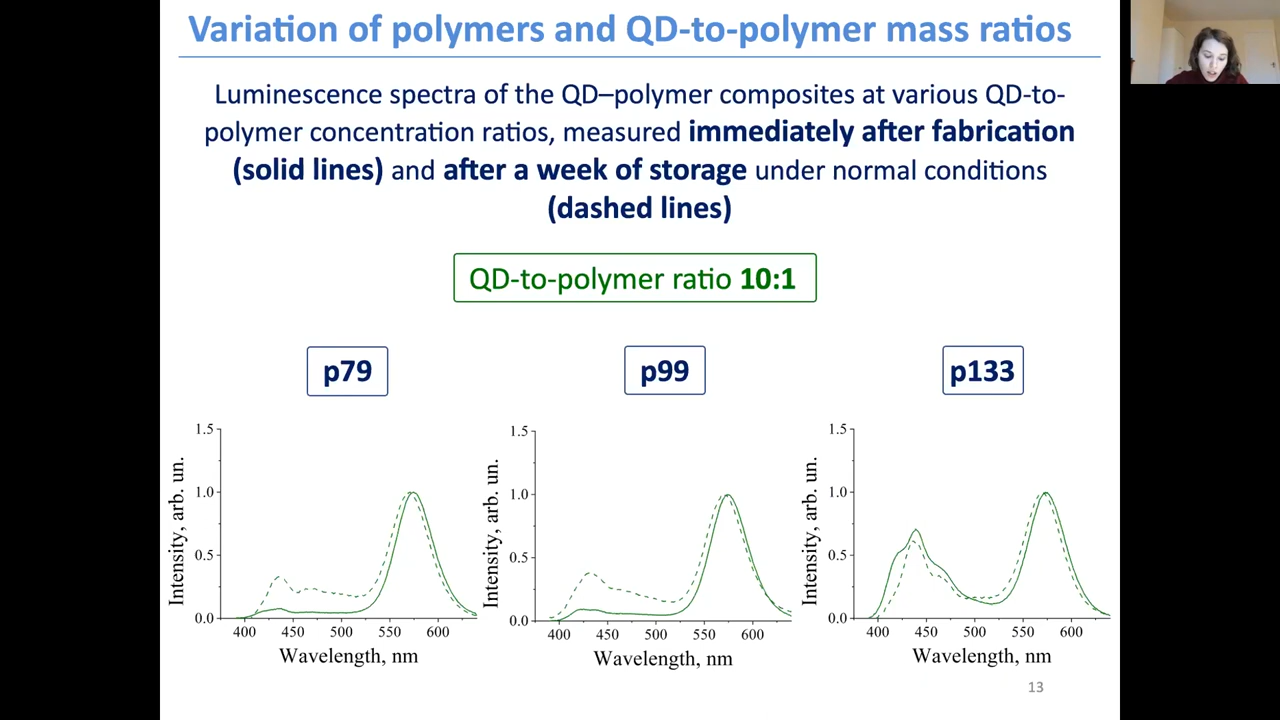 Variation of polymers and QD-to-polymer mass ratios
Luminescence spectra of the QD–polymer composites at various QD-to-
polymer concentration ratios, measured immediately after fabrication
(solid lines) and after a week of storage under normal conditions
(dashed lines)
QD-to-polymer ratio 10:1
p79
p99
p133
Intensity, arb. un.
1.5
1.0
0.5
0.0
400 450 500 550 600
Wavelength, nm
Intensity, arb. un.
1.5
1.0
0.5
0.0
400 450 500 550 600
Wavelength, nm
Intensity, arb. un.
1.5
1.0
0.5
0.0
400 450 500 550 600
Wavelength, nm
13